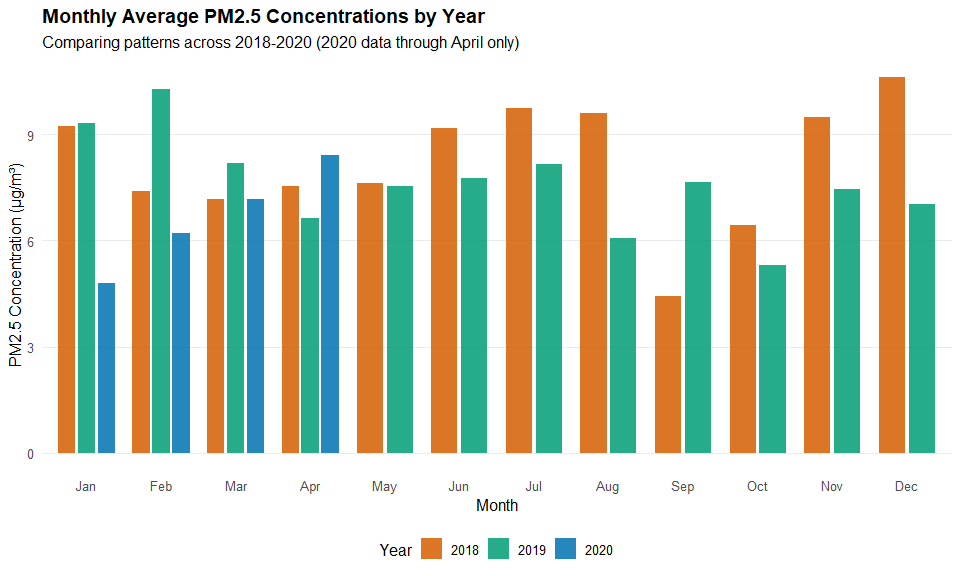 Monthly Average PM2.5 Concentrations by Year
Comparing patterns across 2018-2020 (2020 data through April only)
PM2.5 Concentration (µg/m³)
9
6
3
0
Jan Feb Mar Apr May Jun Jul Aug Sep Oct Nov Dec
Month
Year 2018 2019 2020